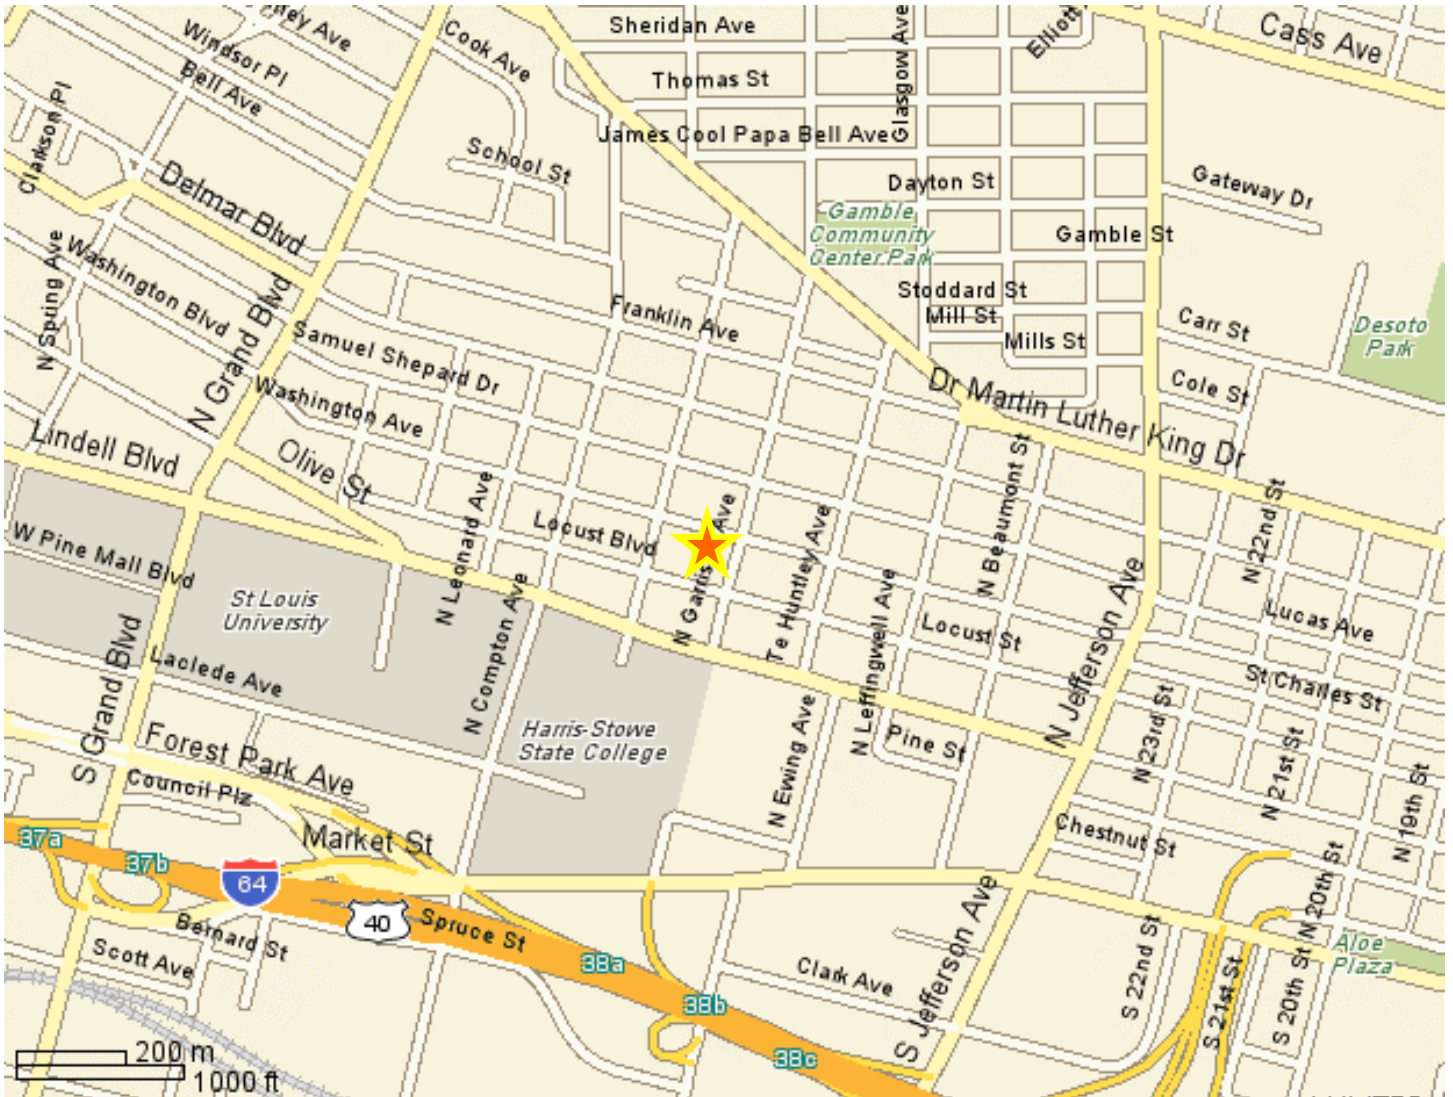 Sheridan Ave
Cass Ave
Elliott
Cook Ave
Windsor Pl
Bell Ave
Thomas St
Glasgow Ave
James Cool Papa Bell Ave
Clarkson Pl
School St
Dayton St
Gateway Dr
Delmar Blvd
Gamble
Community
Center Park
Gamble St
Washington Blvd
N Spring Ave
Stoddard St
Mill St
Mills St
Franklin Ave
Carr St
Desoto
Park
N Grand Blvd
Samuel Shepard Dr
Dr Martin Luther King Dr
Cole St
Washington Ave
Lindell Blvd
Olive St
N Leonard Ave
Locust Blvd
Ave
N Garris
Te Huntley Ave
N Beaumont St
N 22nd St
W Pine Mall Blvd
St Louis
University
N Compton Ave
N Leffingwell Ave
Locust St
N Jefferson Ave
Lucas Ave
Laclede Ave
St Charles St
S Grand Blvd
Harris-Stowe
State College
N Ewing Ave
Pine St
N 23rd St
N 21st St
N 19th St
Forest Park Ave
Council Plz
Market St
Chestnut St
37a
37b
64
40
Spruce St
Bernard St
Scott Ave
38a
38b
38c
Clark Ave
S Jefferson Ave
S 22nd St
S 21st St
N 20th St
S 20th St
Aloe
Plaza
200 m
1000 ft